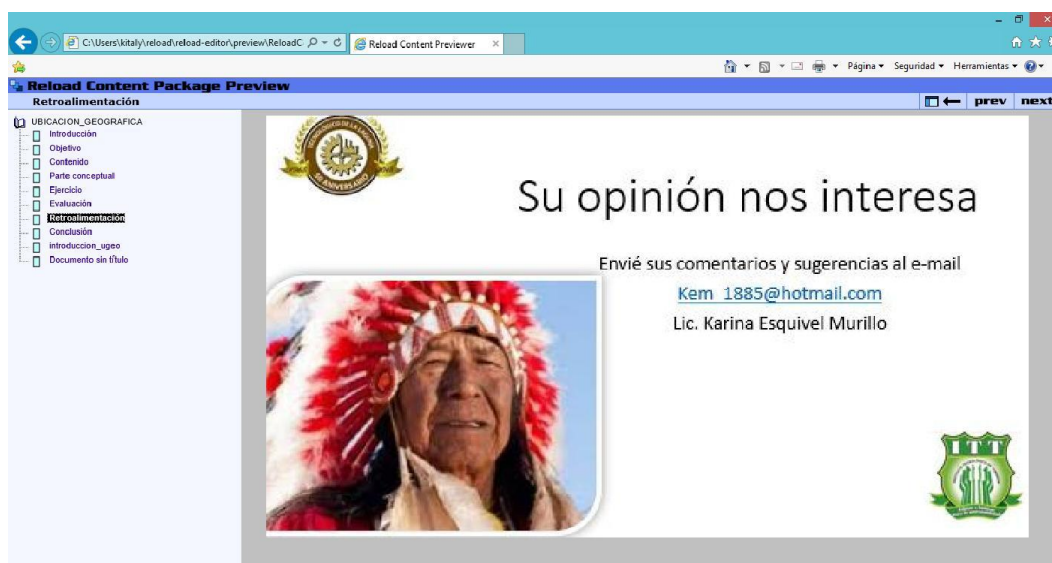 C:\Users\kitaly\reload\reload-editor\preview\ReloadC
Reload Content Previewer
Página
Seguridad
Herramientas
Reload Content Package Preview
Retroalimentación
prev
next
UBICACION_GEOGRAFICA
Introducción
Objetivo
Contenido
Parte conceptual
Ejercicio
Evaluación
Retroalimentación
Conclusión
introduccion_ugeo
Documento sin título
Su opinión nos interesa
Envié sus comentarios y sugerencias al e-mail
Kem_1885@hotmail.com
Lic. Karina Esquivel Murillo
ITT